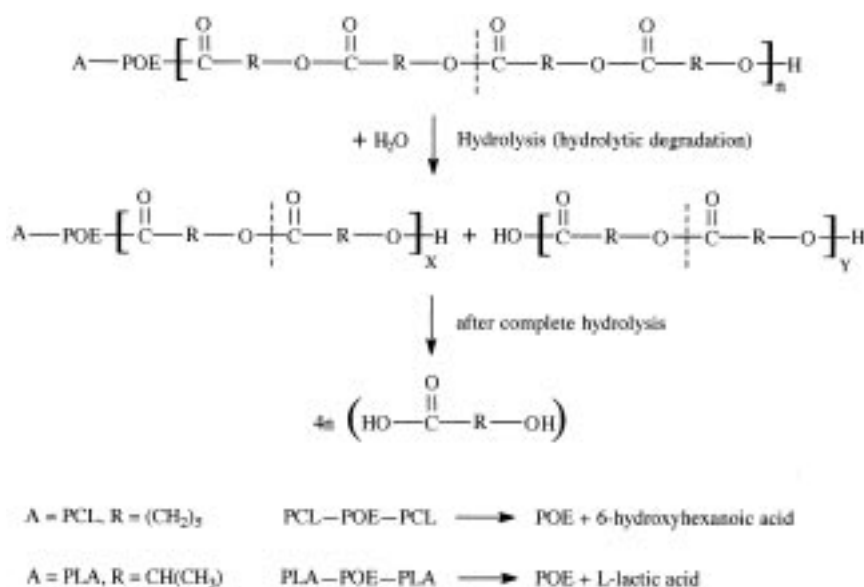 O O O O
A—POE—[—C—R—O—C—R—O—C—R—O—C—R—O—]—H
n
+ H₂O Hydrolysis (hydrolytic degradation)
O O O O
A—POE—[—C—R—O—C—R—O—]—H + HO—[—C—R—O—C—R—O—]—H
X Y
after complete hydrolysis
O
4n (HO—C—R—OH)
A = PCL, R = (CH₂)₅ PCL–POE–PCL → POE + 6-hydroxyhexanoic acid
A = PLA, R = CH(CH₃) PLA–POE–PLA → POE + L-lactic acid